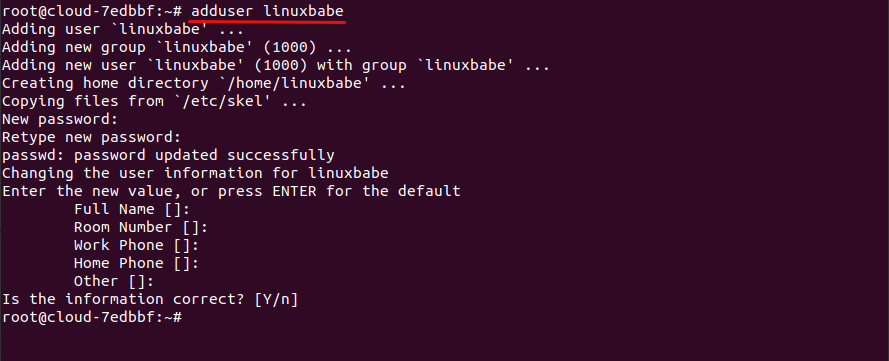 root@cloud-7edbbf:~# adduser linuxbabe
Adding user `linuxbabe' ...
Adding new group `linuxbabe' (1000) ...
Adding new user `linuxbabe' (1000) with group `linuxbabe' ...
Creating home directory `/home/linuxbabe' ...
Copying files from `/etc/skel' ...
New password:
Retype new password:
passwd: password updated successfully
Changing the user information for linuxbabe
Enter the new value, or press ENTER for the default
        Full Name []:
        Room Number []:
        Work Phone []:
        Home Phone []:
        Other []:
Is the information correct? [Y/n]
root@cloud-7edbbf:~#